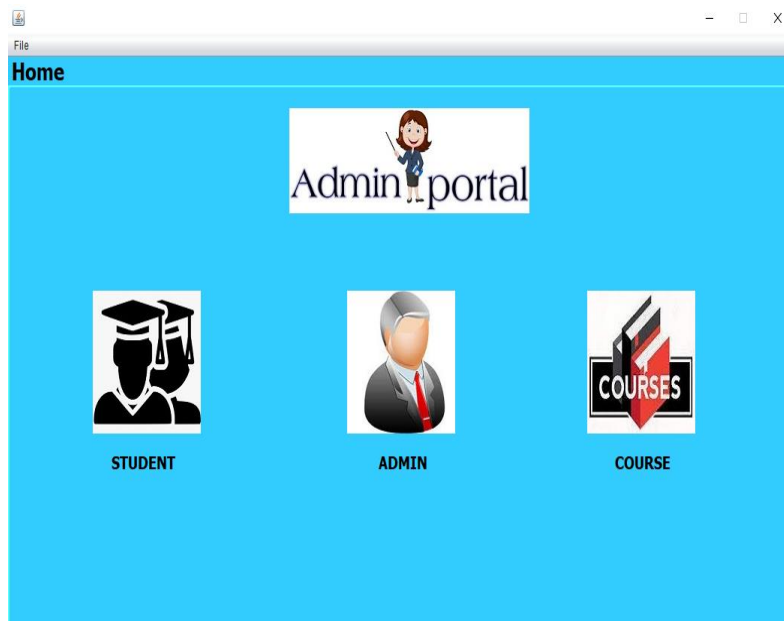 File
Home
Admin portal
COURSES
STUDENT
ADMIN
COURSE